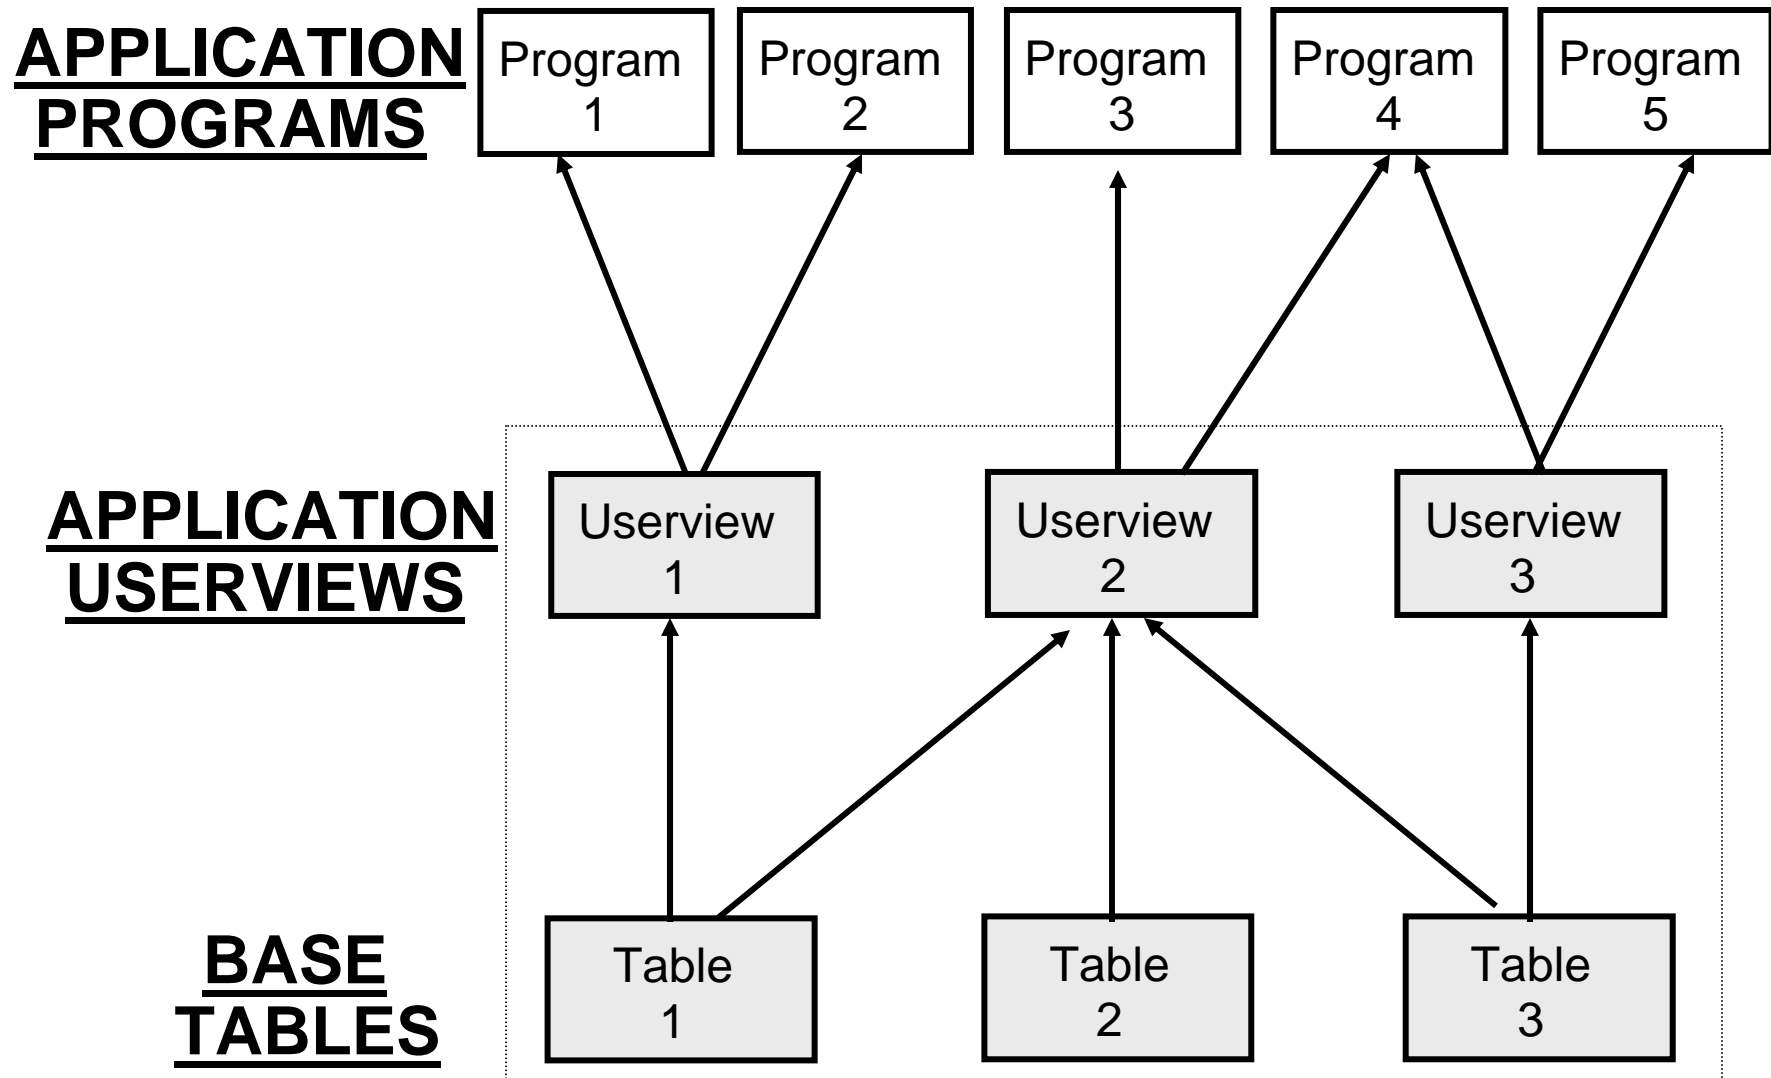 APPLICATION
PROGRAMS
Program
1
Program
2
Program
3
Program
4
Program
5
APPLICATION
USERVIEWS
Userview
1
Userview
2
Userview
3
BASE
TABLES
Table
1
Table
2
Table
3